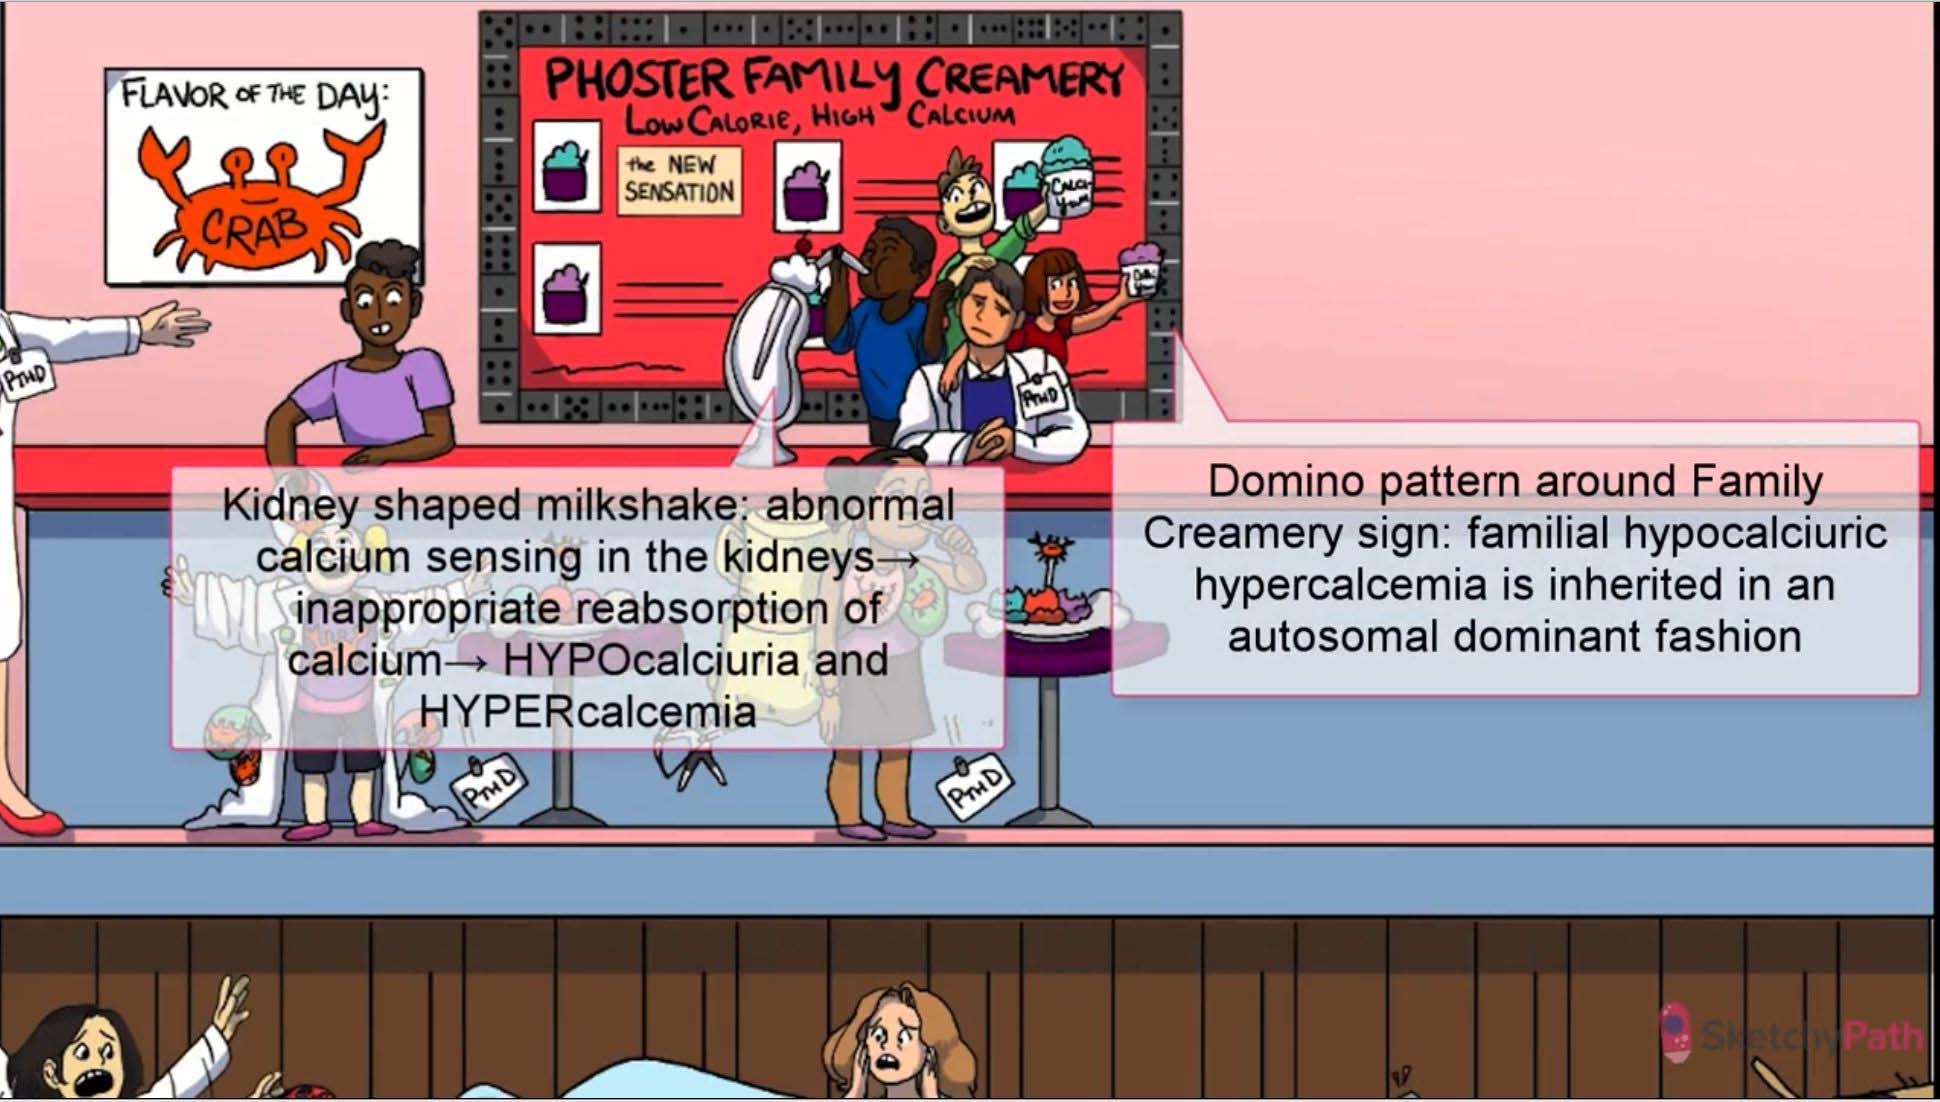 FLAVOR OF THE DAY:
CRAB
PHOSTER FAMILY CREAMERY
LOW CALORIE, HIGH CALCIUM
the NEW
SENSATION
CALCI
YUM
PTHD
PTHD
Kidney shaped milkshake: abnormal
calcium sensing in the kidneys→
inappropriate reabsorption of
calcium→ HYPOcalciuria and
HYPERcalcemia
Domino pattern around Family
Creamery sign: familial hypocalciuric
hypercalcemia is inherited in an
autosomal dominant fashion
PTHD
PTHD
SketchyPath